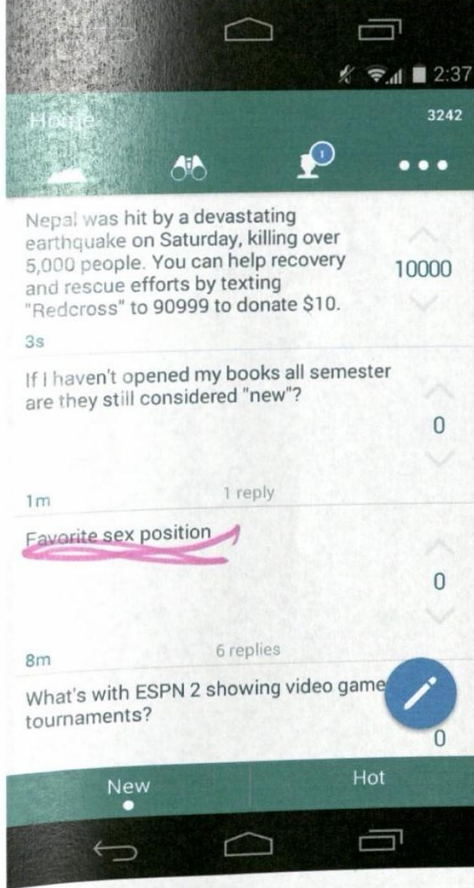 2:37
Home
3242
1
Nepal was hit by a devastating
earthquake on Saturday, killing over
5,000 people. You can help recovery
and rescue efforts by texting
"Redcross" to 90999 to donate $10.
10000
3s
If I haven't opened my books all semester
are they still considered "new"?
0
1m
1 reply
Favorite sex position
0
8m
6 replies
What's with ESPN 2 showing video game
tournaments?
0
New
Hot